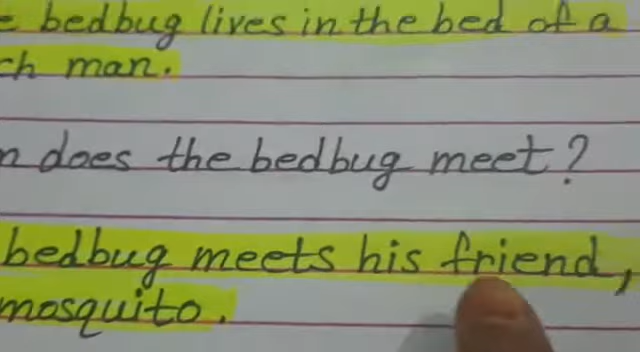 bedbug lives in the bed of a
man.
does the bedbug meet?
bedbug meets his friend,
mosquito.